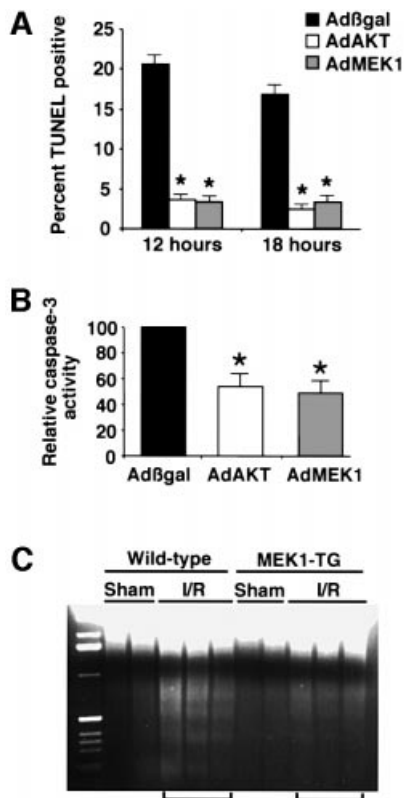 A
Adβgal
AdAKT
AdMEK1
Percent TUNEL positive
25
20
15
10
5
0
* * * *
12 hours 18 hours
B
Relative caspase-3
activity
100
80
60
40
20
0
* *
Adβgal AdAKT AdMEK1
C
Wild-type MEK1-TG
Sham I/R Sham I/R